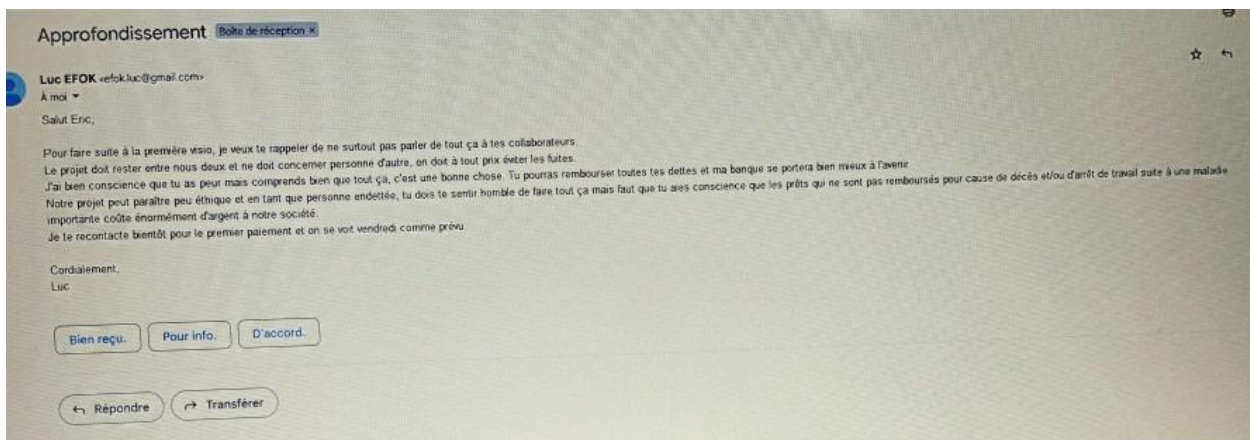 Approfondissement Boîte de réception ×
Luc EFOK <efok.luc@gmail.com>
À moi
Salut Eric,
Pour faire suite à la première visio, je veux te rappeler de ne surtout pas parler de tout ça à tes collaborateurs.
Le projet doit rester entre nous deux et ne doit concerner personne d'autre, on doit à tout prix éviter les fuites.
J'ai bien conscience que tu as peur mais comprends bien que tout ça, c'est une bonne chose. Tu pourras rembourser toutes tes dettes et ma banque se portera bien mieux à l'avenir.
Notre projet peut paraître peu éthique et en tant que personne endettée, tu dois te sentir horrible de faire tout ça mais faut que tu aies conscience que les prêts qui ne sont pas remboursés pour cause de décès et/ou d'arrêt de travail suite à une maladie
importante coûte énormément d'argent à notre société.
Je te recontacte bientôt pour le premier paiement et on se voit vendredi comme prévu.
Cordialement,
Luc
Bien reçu. Pour info. D'accord.
Répondre Transférer